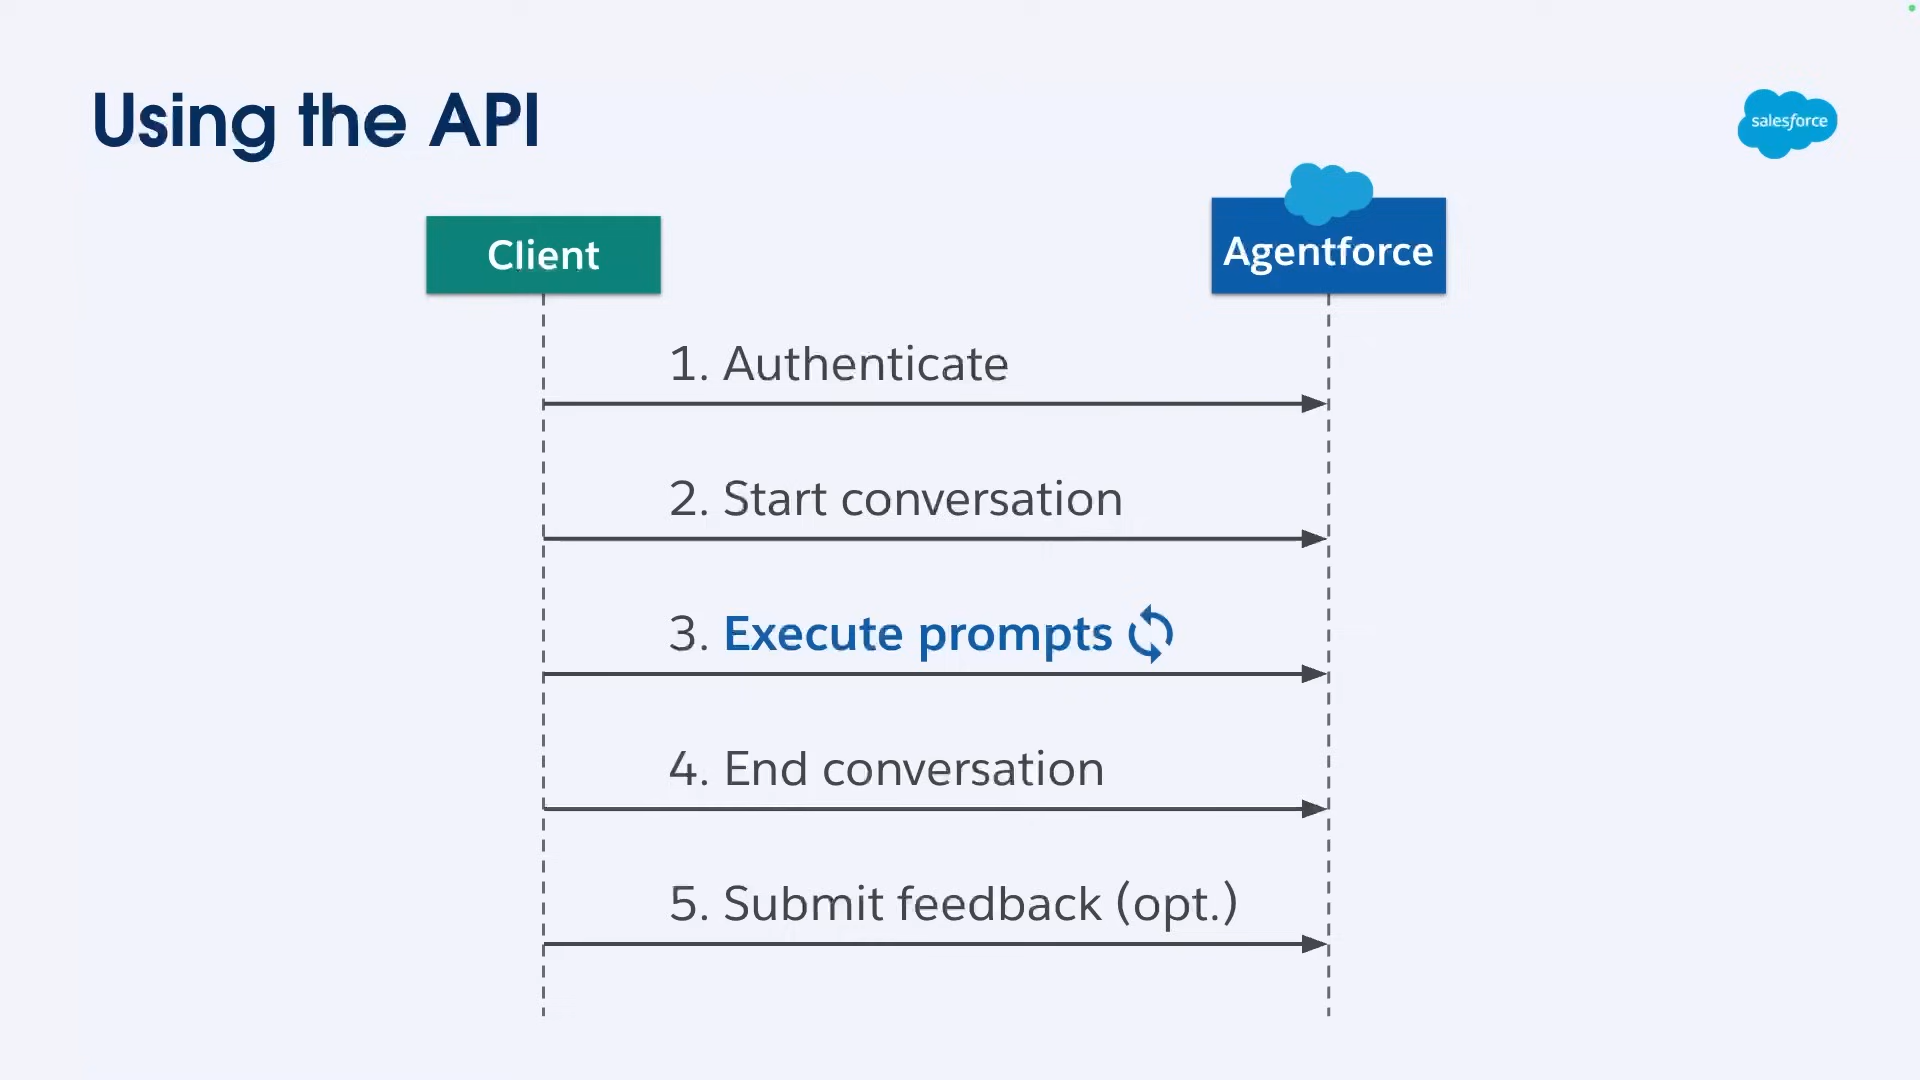 Using the API
salesforce
Client
Agentforce
1. Authenticate
2. Start conversation
3. Execute prompts
4. End conversation
5. Submit feedback (opt.)